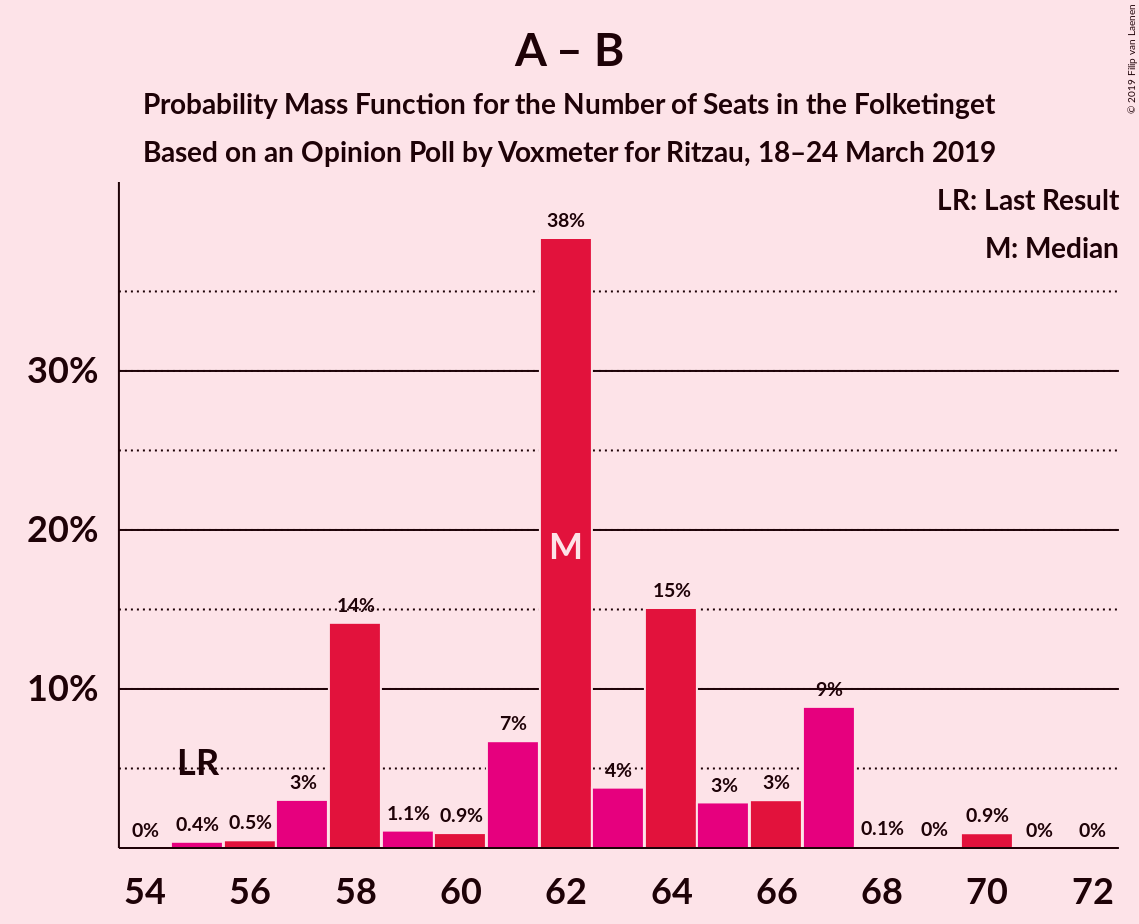 A – B
Probability Mass Function for the Number of Seats in the Folketinget
Based on an Opinion Poll by Voxmeter for Ritzau, 18–24 March 2019
© 2019 Filip van Laenen
LR: Last Result
M: Median
38%
30%
20%
M
15%
14%
10%
9%
7%
LR
4%
3%
3%
3%
1.1%
0.9%
0.9%
0.5%
0.4%
0%
0.1%
0%
0%
0%
54 56 58 60 62 64 66 68 70 72